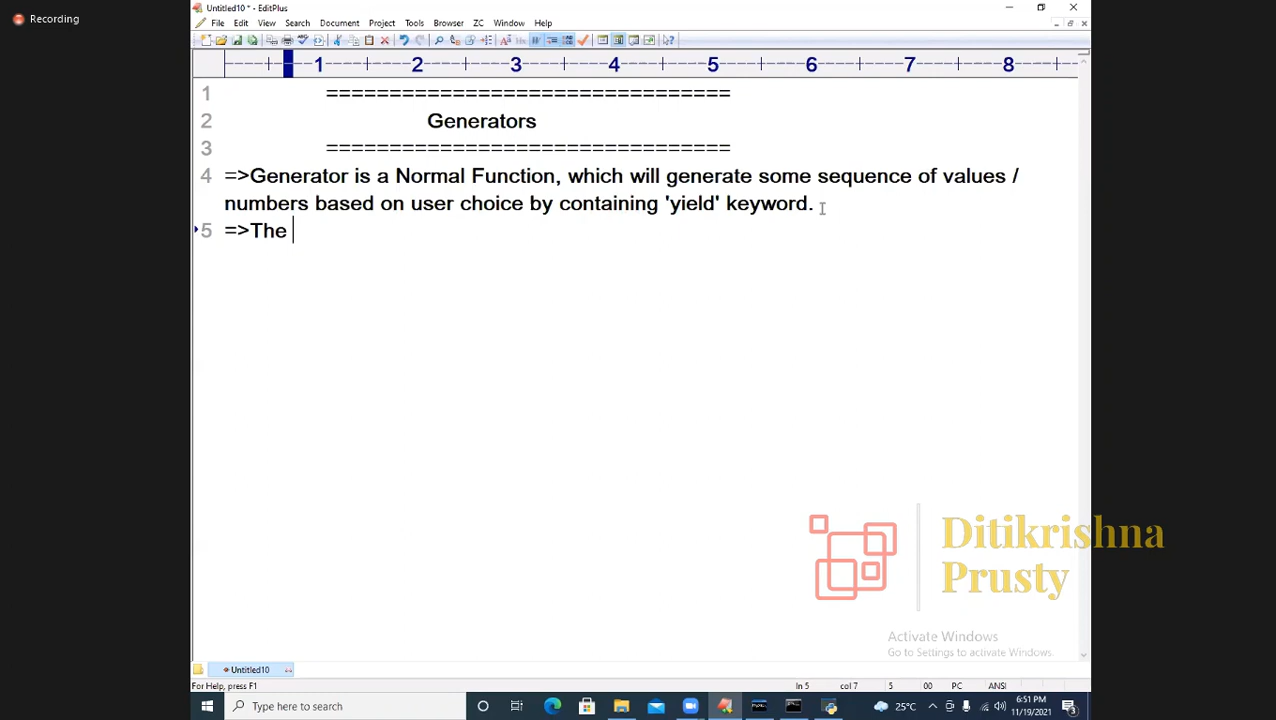 Recording
Untitled10 * - EditPlus
File Edit View Search Document Project Tools Browser ZC Window Help
----+----1----+----2----+----3----+----4----+----5----+----6----+----7----+----8----+--
1 ================================
2 Generators
3 ================================
4 =>Generator is a Normal Function, which will generate some sequence of values /
numbers based on user choice by containing 'yield' keyword.
5 =>The
Ditikrishna
Prusty
Activate Windows
Go to Settings to activate Windows.
Untitled10
For Help, press F1 ln 5 col 7 5 00 PC ANSI
Type here to search 25°C 6:51 PM
11/19/2021 3